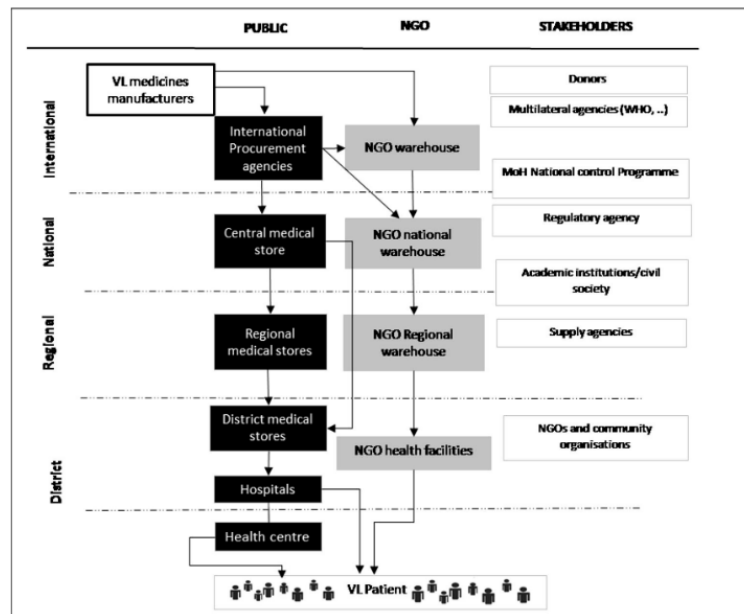 PUBLIC
NGO
STAKEHOLDERS
International
VL medicines
manufacturers
International
Procurement
agencies
NGO warehouse
Donors
Multilateral agencies (WHO, ..)
MoH National control Programme
National
Central medical
store
NGO national
warehouse
Regulatory agency
Academic institutions/civil
society
Regional
Regional
medical stores
NGO Regional
warehouse
Supply agencies
District
District medical
stores
NGO health facilities
NGOs and community
organisations
Hospitals
Health centre
VL Patient